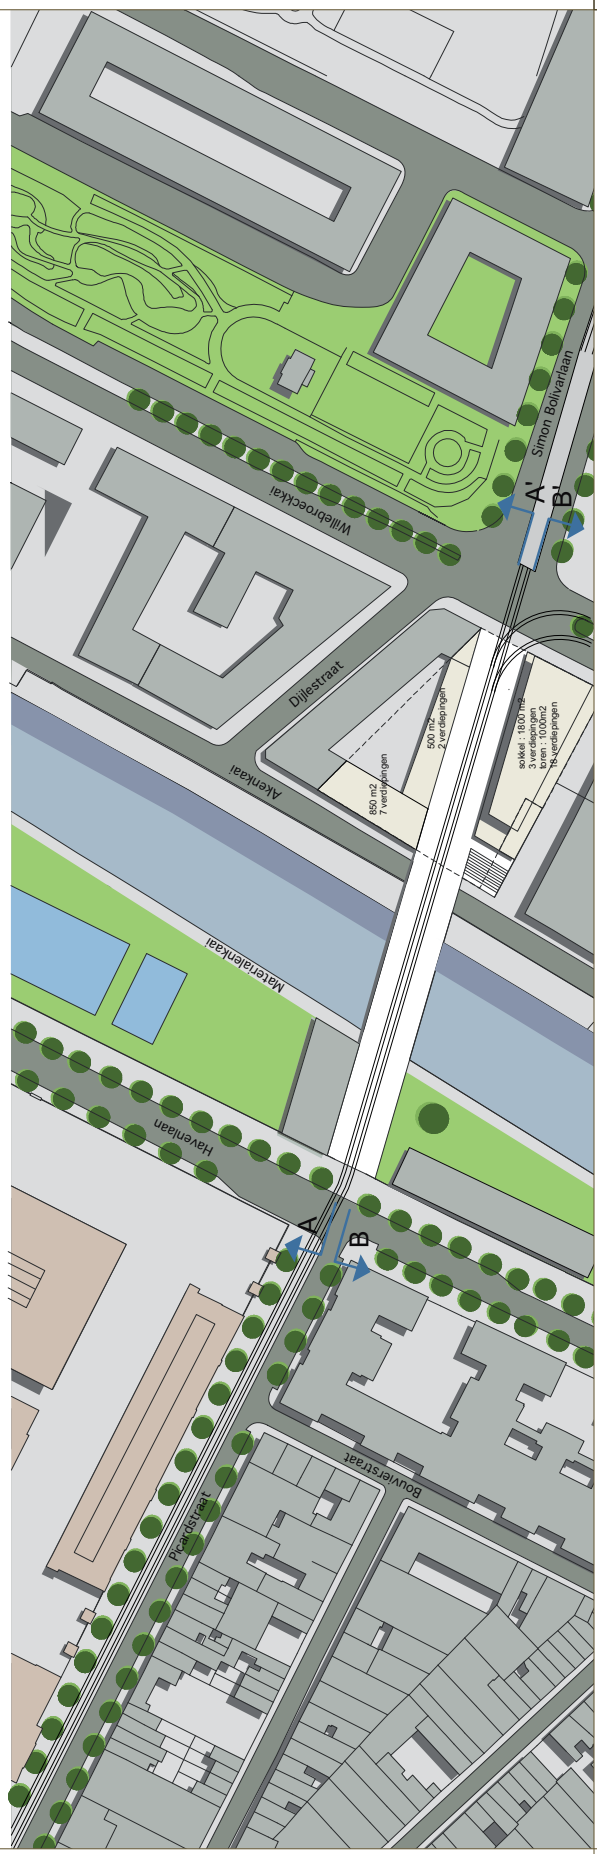 Simon Bolivarlaan
A'
B'
Willebroeckkai
Dijlestraat
500 m2
2 verdiepingen
sokkel : 1800 m2
3 verdiepingen
toren : 1000m2
18 verdiepingen
Akenkaai
850 m2
7 verdiepingen
Materialenkaai
Havenlaan
A
B
Bouvierstraat
Picardstraat